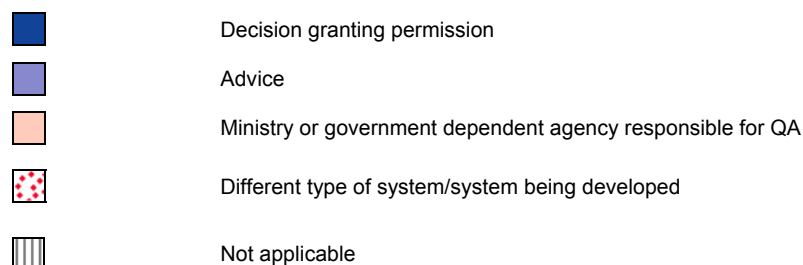 Decision granting permission
Advice
Ministry or government dependent agency responsible for QA
Different type of system/system being developed
Not applicable